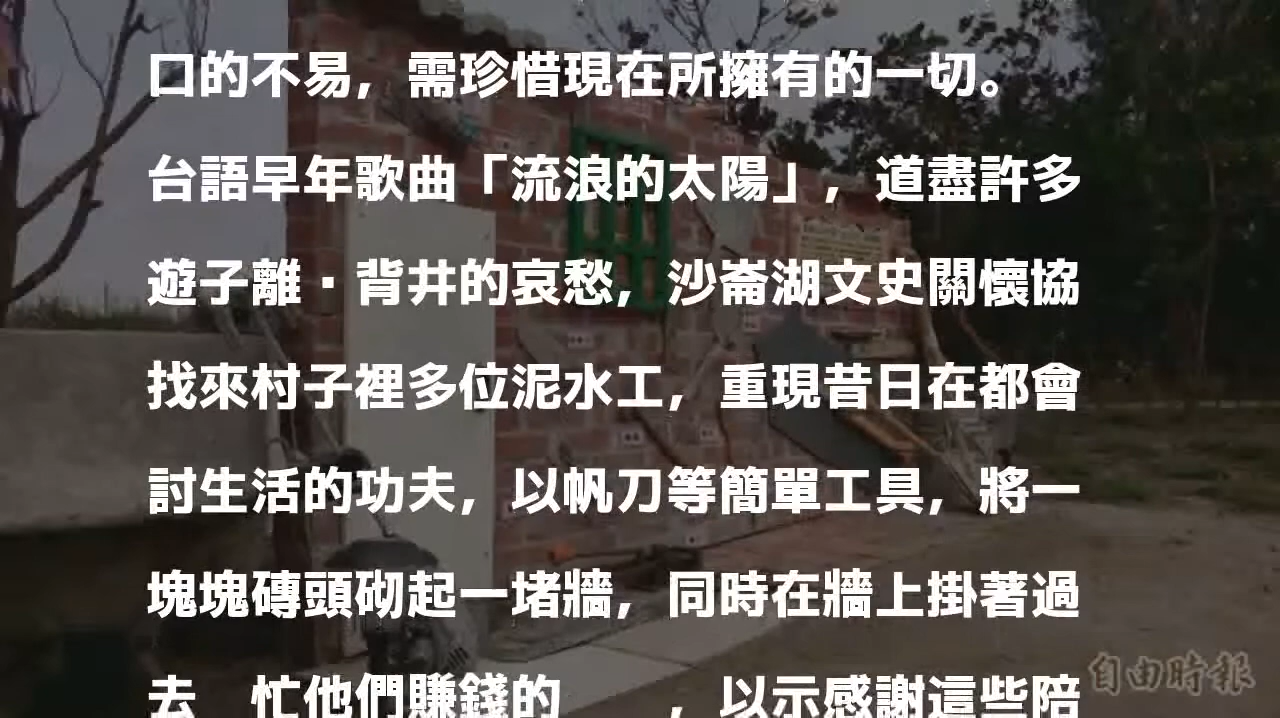 口的不易，需珍惜現在所擁有的一切。
台語早年歌曲「流浪的太陽」，道盡許多
遊子離·背井的哀愁，沙崙湖文史關懷協
找來村子裡多位泥水工，重現昔日在都會
討生活的功夫，以帆刀等簡單工具，將一
塊塊磚頭砌起一堵牆，同時在牆上掛著過
去 忙他們賺錢的 ，以示感謝這些陪
自由時報